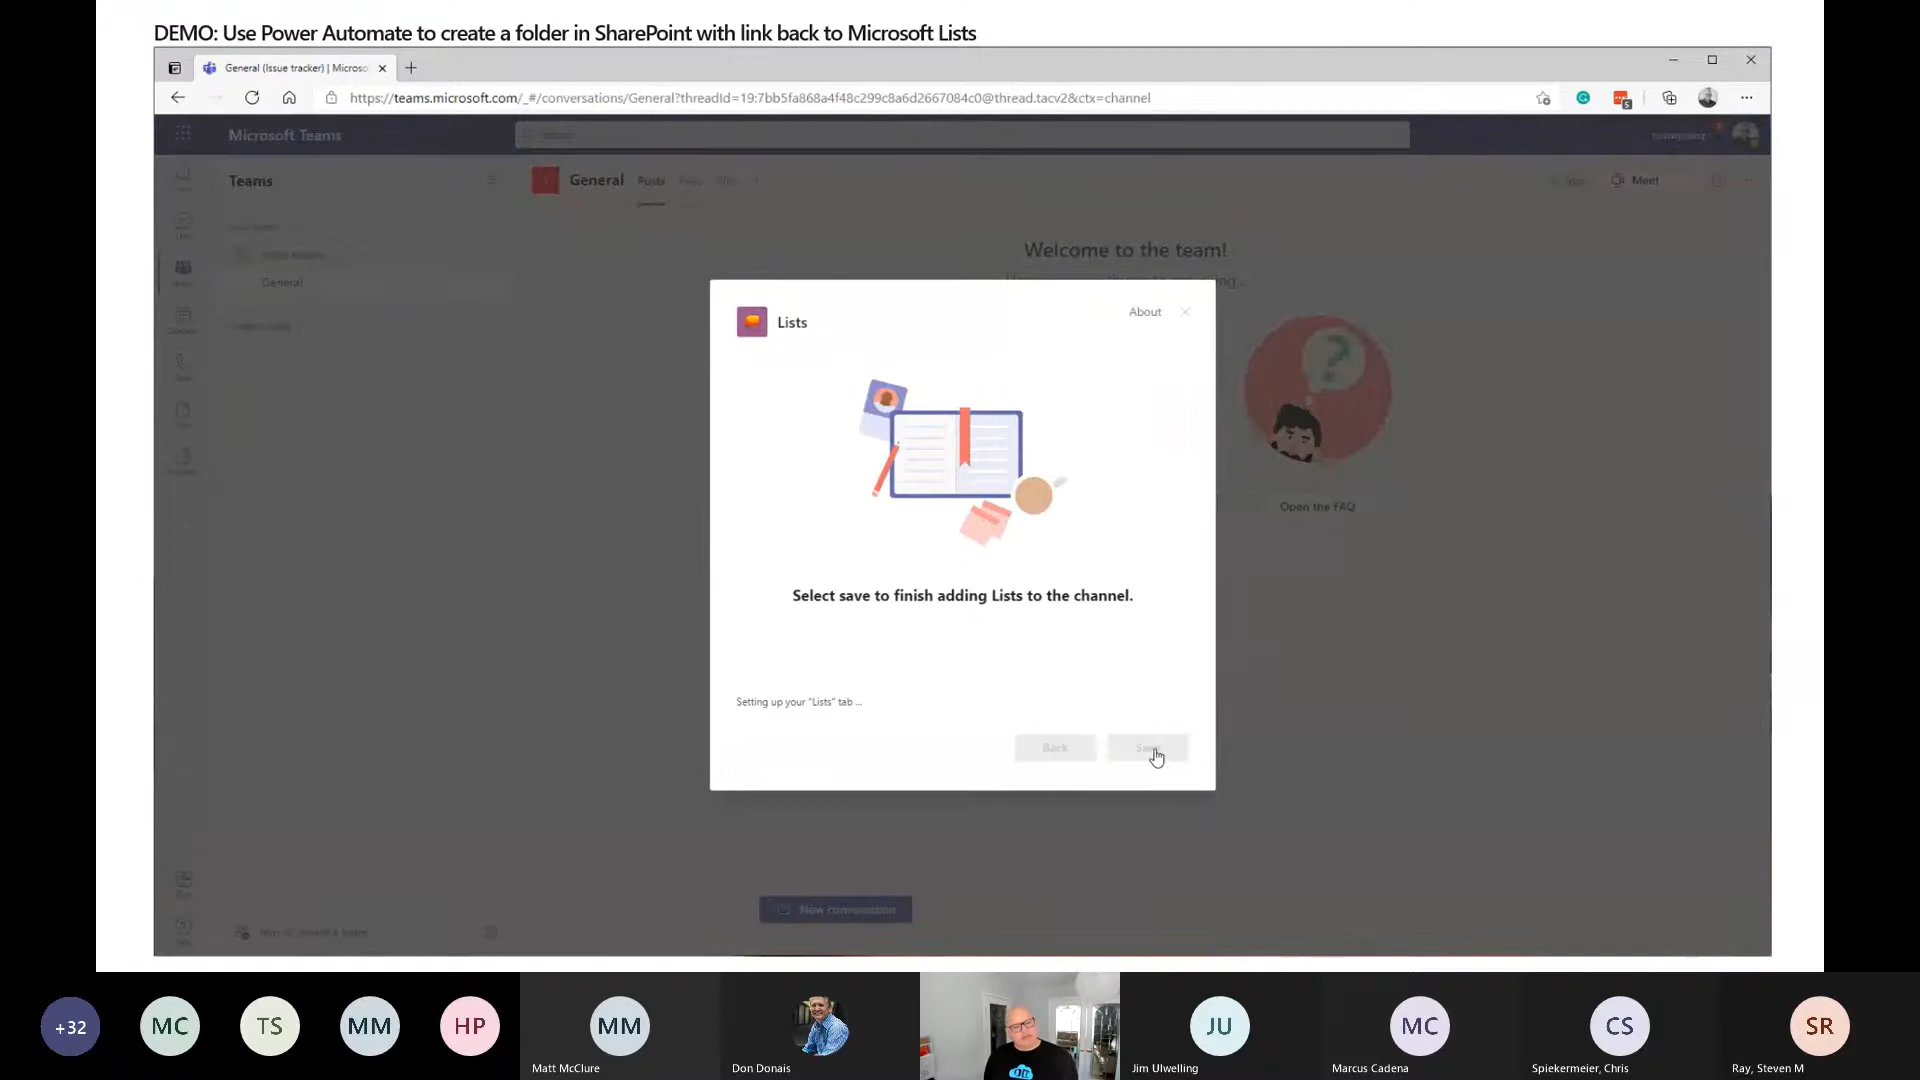 DEMO: Use Power Automate to create a folder in SharePoint with link back to Microsoft Lists
General (Issue tracker) | Microso
https://teams.microsoft.com/_#/conversations/General?threadId=19:7bb5fa868a4f48c299c8a6d2667084c0@thread.tacv2&ctx=channel
5
Microsoft Teams
Teams
General Posts
Meet
Welcome to the team!
General
Lists
About
Open the FAQ
Select save to finish adding Lists to the channel.
Setting up your "Lists" tab ...
Back
New conversation
+32
MC
TS
MM
HP
MM
JU
MC
CS
SR
Matt McClure
Don Donais
Jim Ulwelling
Marcus Cadena
Spiekermeier, Chris
Ray, Steven M